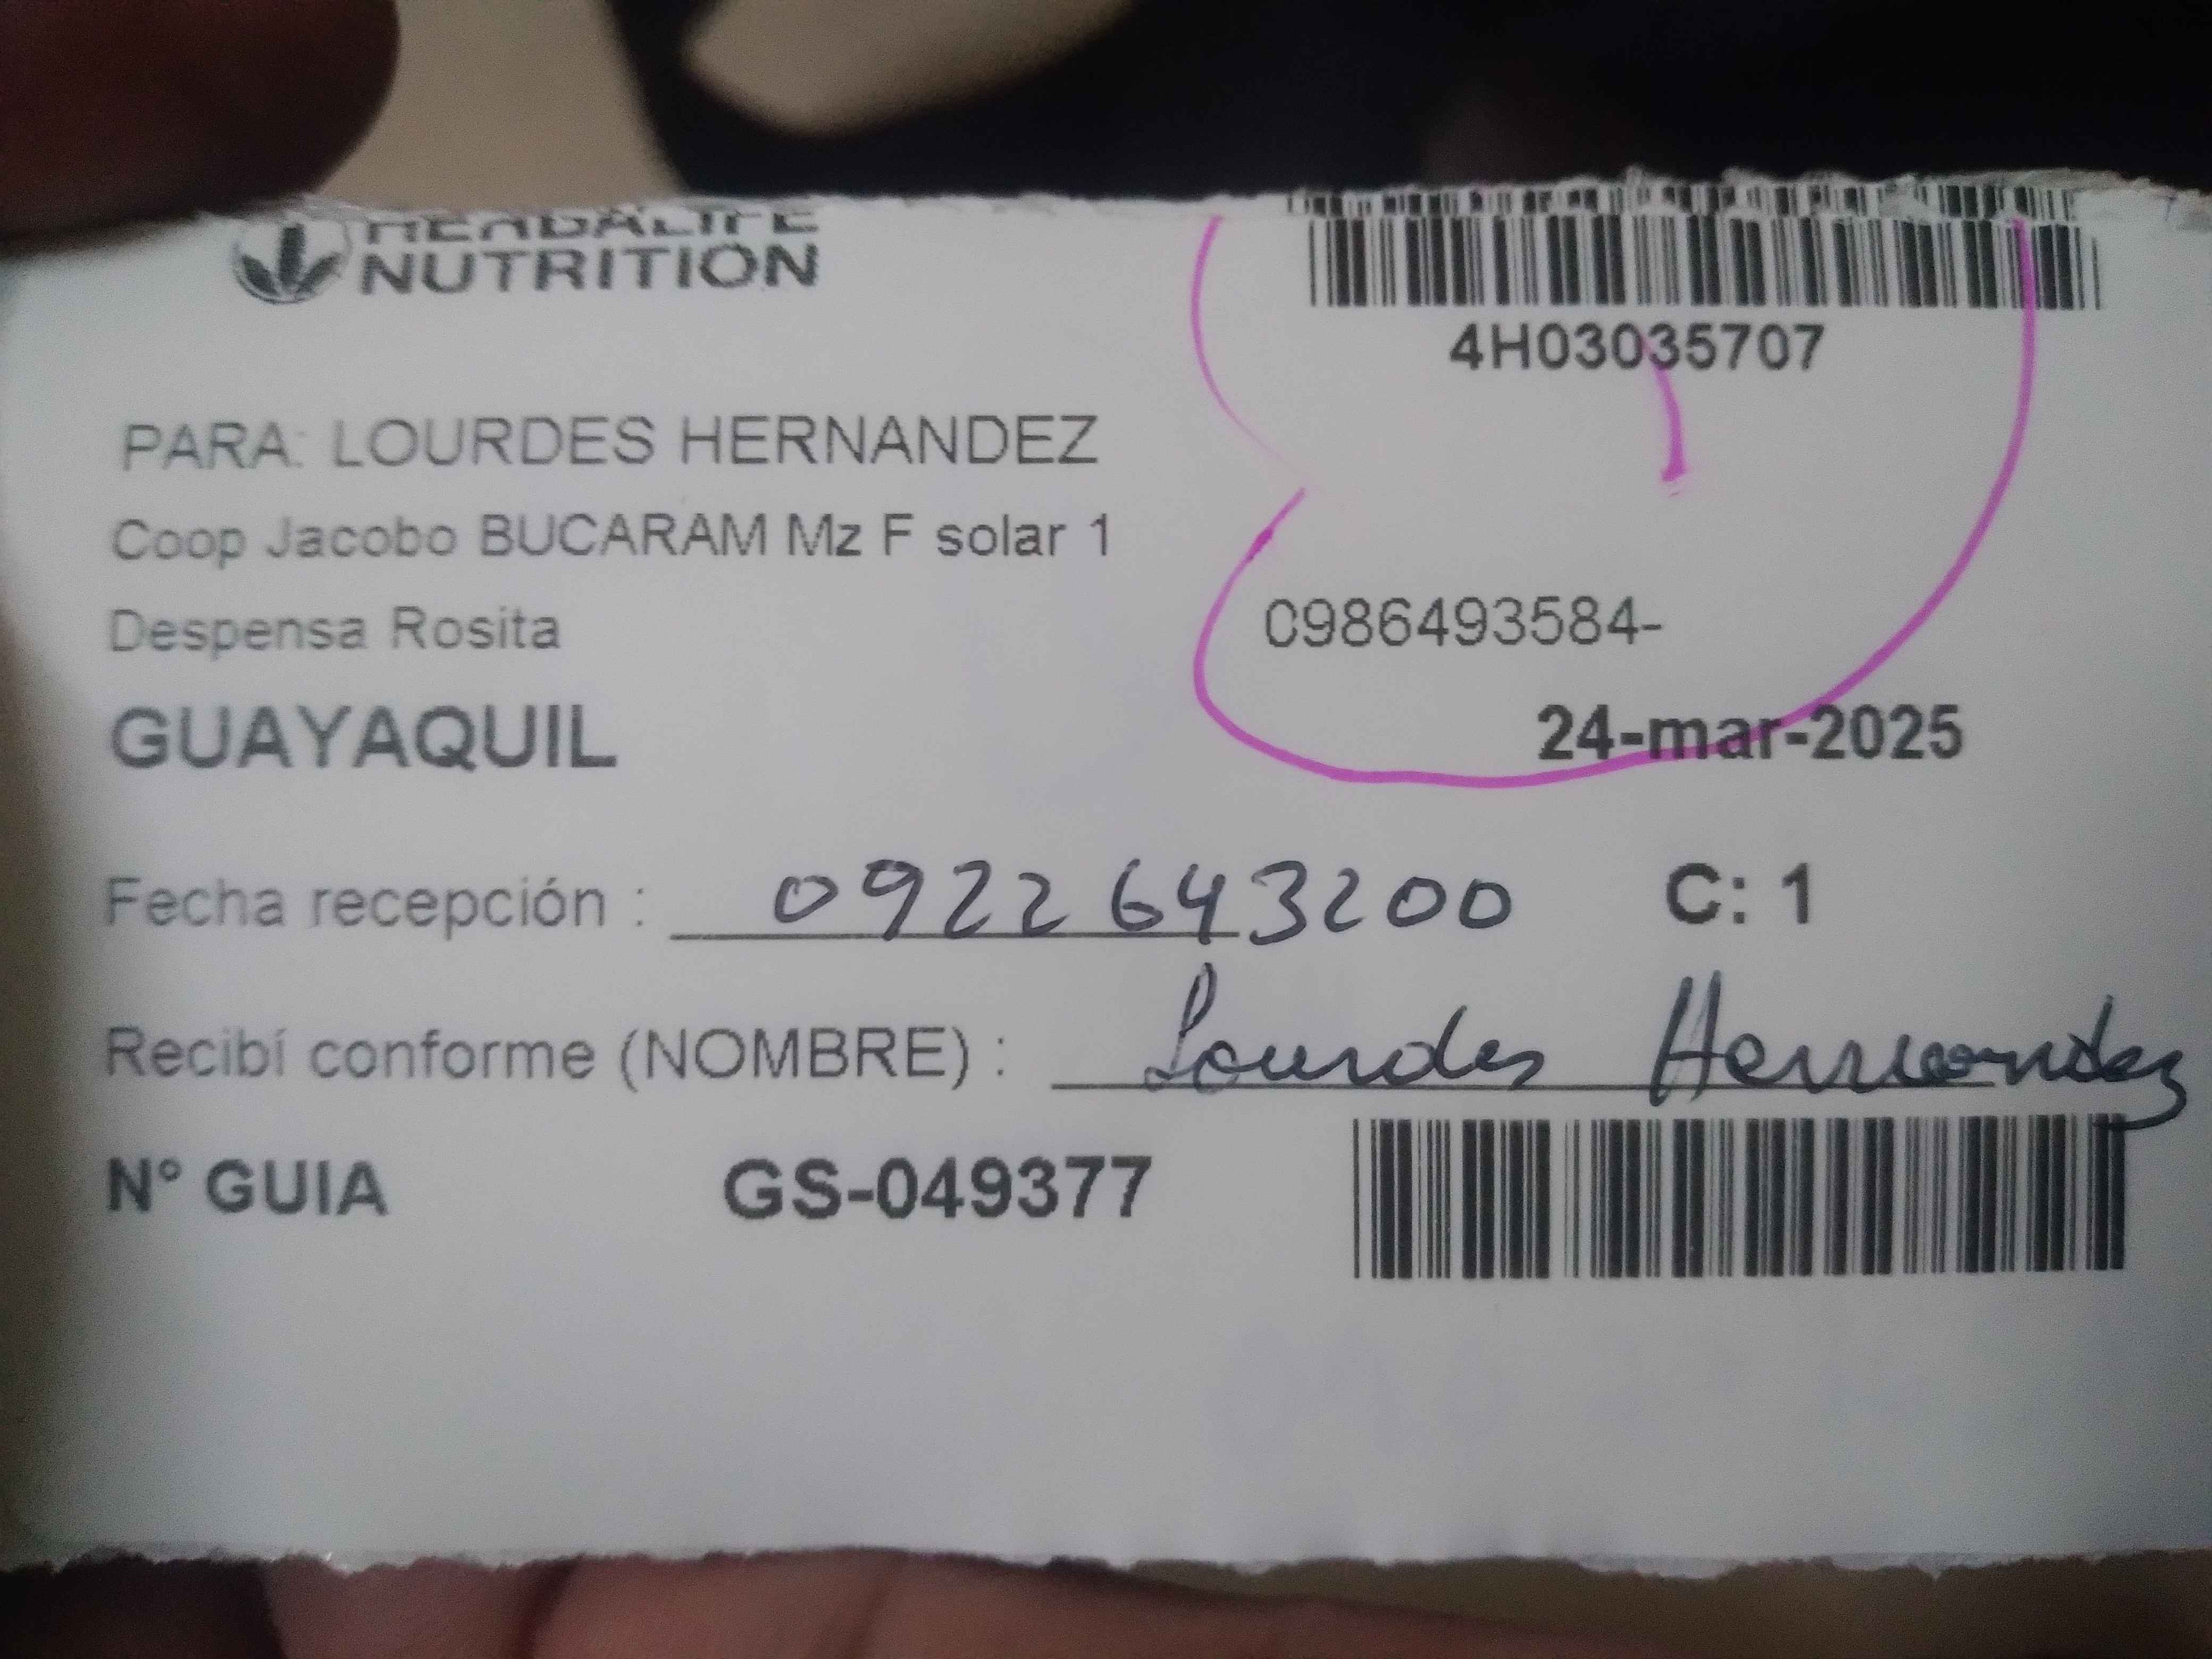 HERBALIFE
NUTRITION
4H03035707
PARA: LOURDES HERNANDEZ
Coop Jacobo BUCARAM Mz F solar 1
Despensa Rosita
0986493584-
GUAYAQUIL
24-mar-2025
Fecha recepción : 0922643200 C: 1
Recibí conforme (NOMBRE) : Lourdes Hernandez
N° GUIA GS-049377